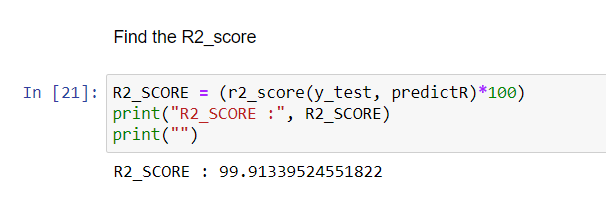 Find the R2_score
In [21]: R2_SCORE = (r2_score(y_test, predictR)*100)
print("R2_SCORE :", R2_SCORE)
print("")
R2_SCORE : 99.91339524551822